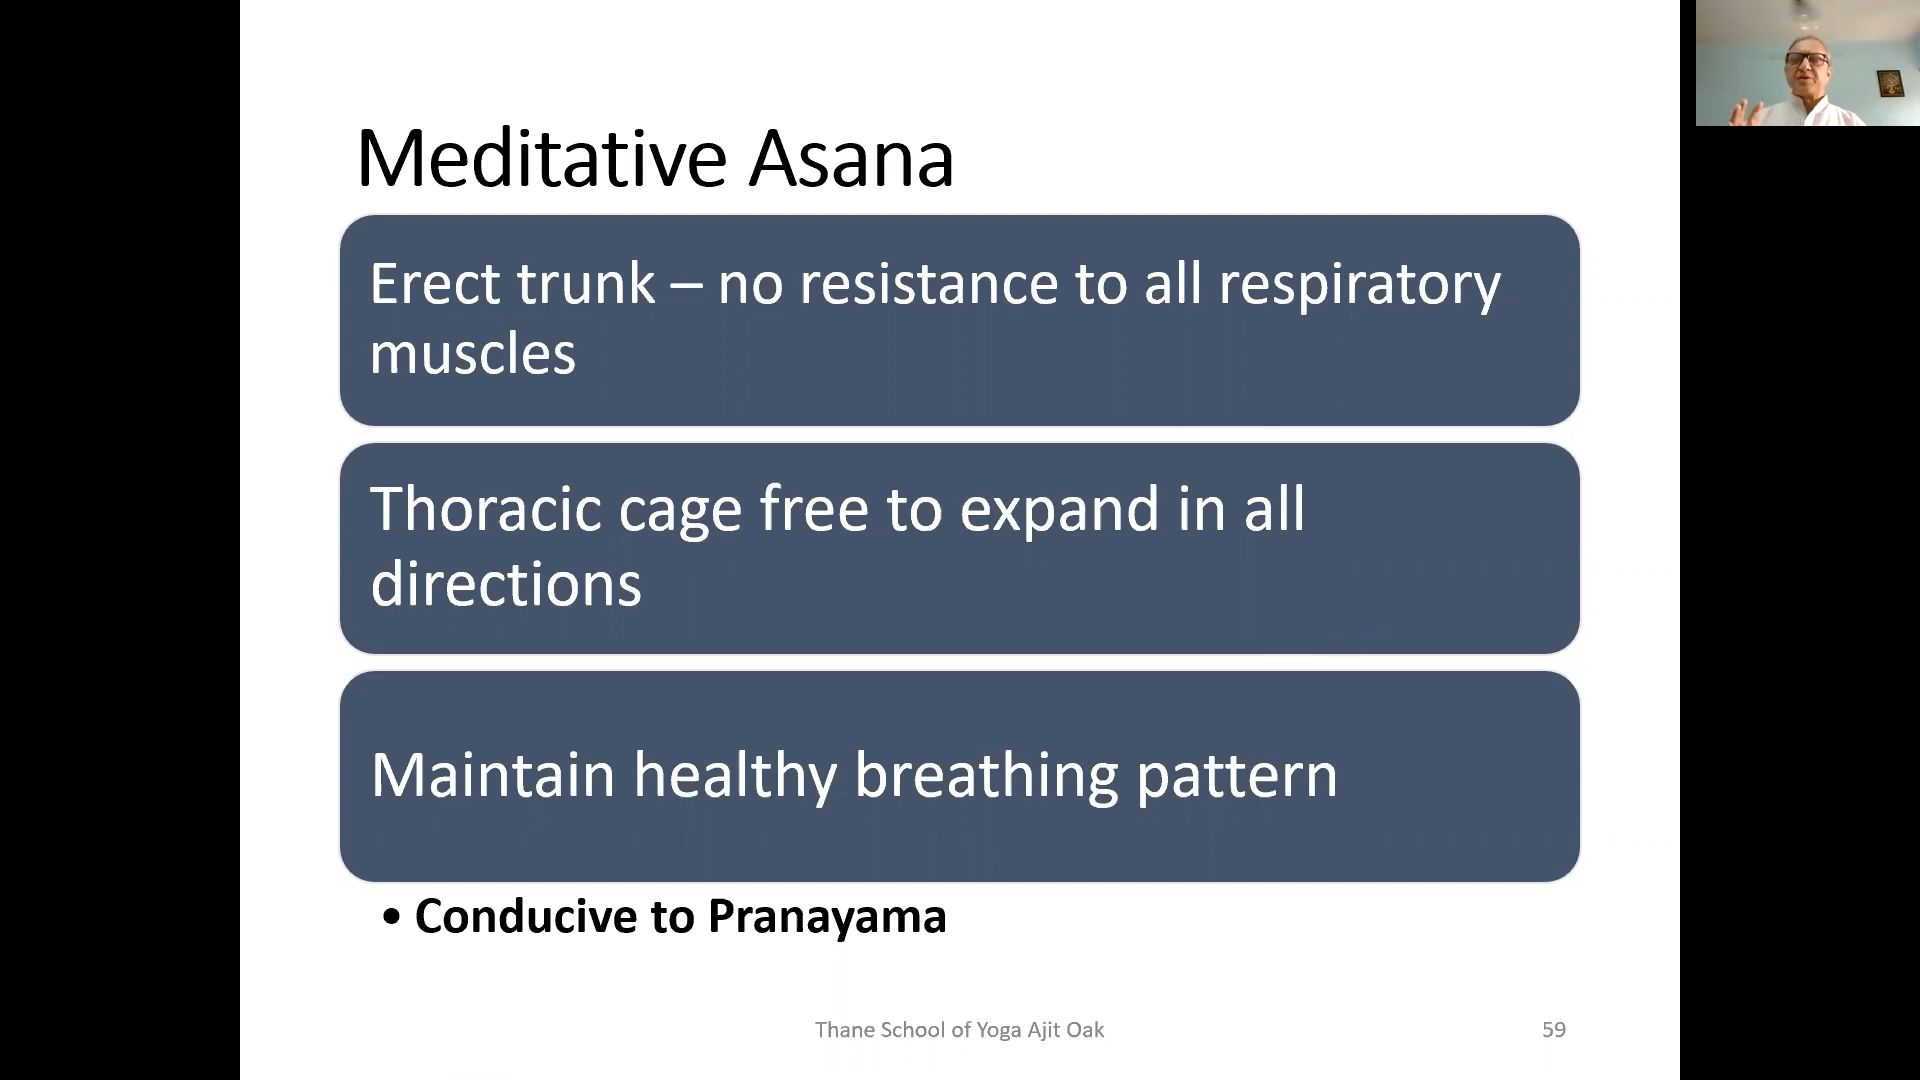 Meditative Asana
Erect trunk – no resistance to all respiratory
muscles
Thoracic cage free to expand in all
directions
Maintain healthy breathing pattern
• Conducive to Pranayama
Thane School of Yoga Ajit Oak
59